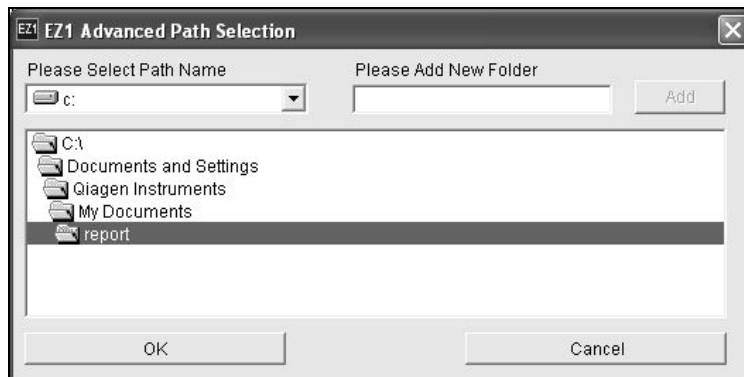 EZ1 EZ1 Advanced Path Selection
Please Select Path Name Please Add New Folder
c: Add
C:\
Documents and Settings
Qiagen Instruments
My Documents
report
OK Cancel